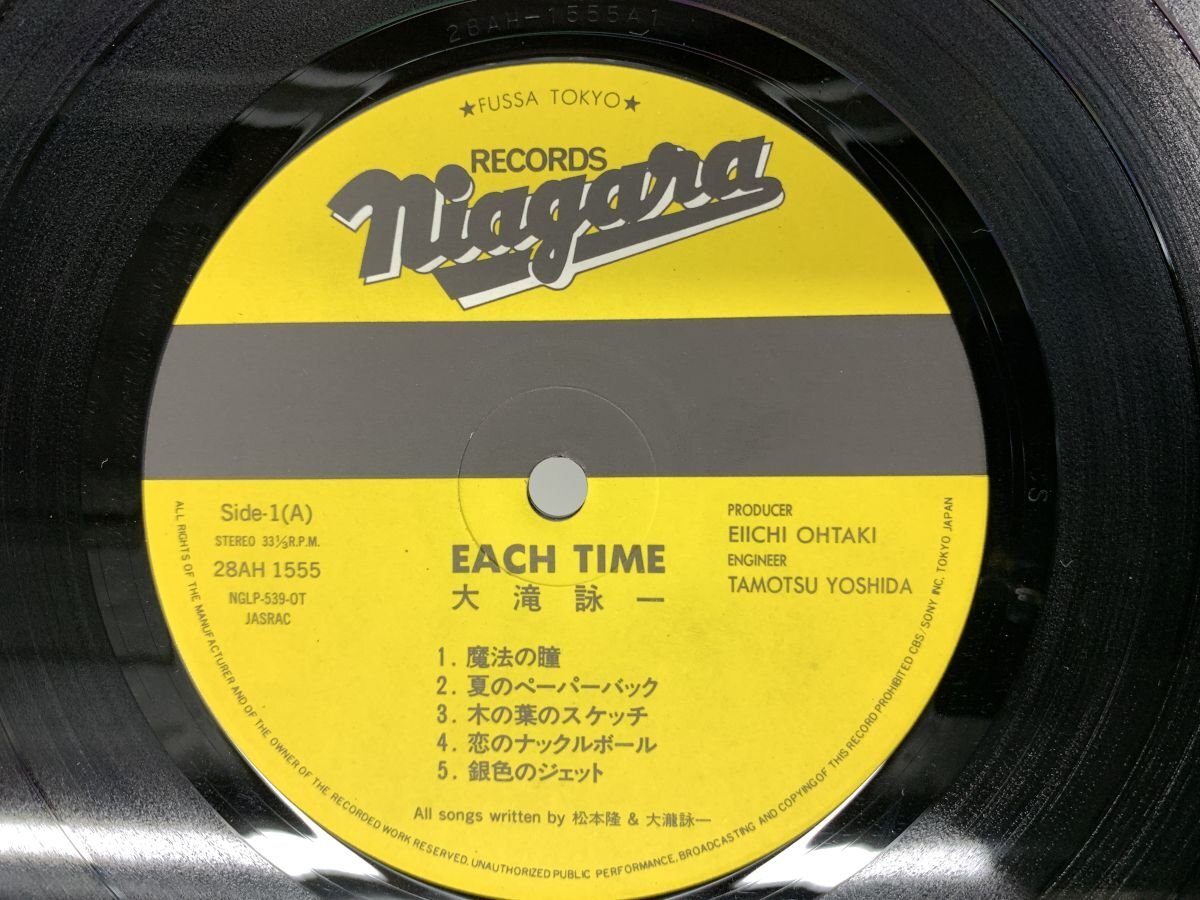 28AH-1555A1
★FUSSA TOKYO★
RECORDS
Niagara
Side-1(A)
STEREO 33⅓R.P.M.
28AH 1555
NGLP-539-OT
JASRAC
EACH TIME
大滝詠一
PRODUCER
EIICHI OHTAKI
ENGINEER
TAMOTSU YOSHIDA
1. 魔法の瞳
2. 夏のペーパーバック
3. 木の葉のスケッチ
4. 恋のナックルボール
5. 銀色のジェット
All songs written by 松本隆 & 大瀧詠一
ALL RIGHTS OF THE MANUFACTURER AND OF THE OWNER OF THE RECORDED WORK RESERVED. UNAUTHORIZED PUBLIC PERFORMANCE, BROADCASTING AND COPYING OF THIS RECORD PROHIBITED CBS/SONY INC. TOKYO JAPAN
S